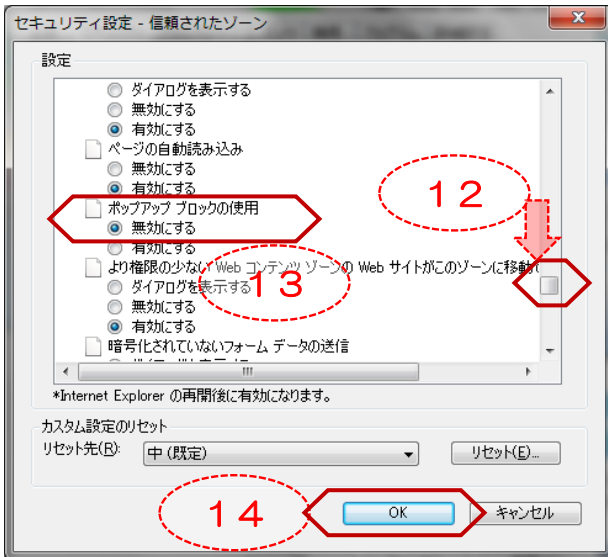 セキュリティ設定 - 信頼されたゾーン
設定
ダイアログを表示する
無効にする
有効にする
ページの自動読み込み
無効にする
有効にする
ポップアップ ブロックの使用
無効にする
有効にする
より権限の少ない Web コンテンツ ゾーンの Web サイトがこのゾーンに移動
ダイアログを表示する
無効にする
有効にする
暗号化されていないフォーム データの送信
*Internet Explorer の再開後に有効になります。
カスタム設定のリセット
リセット先(R):
中 (既定)
リセット(E)...
OK
キャンセル
12
13
14